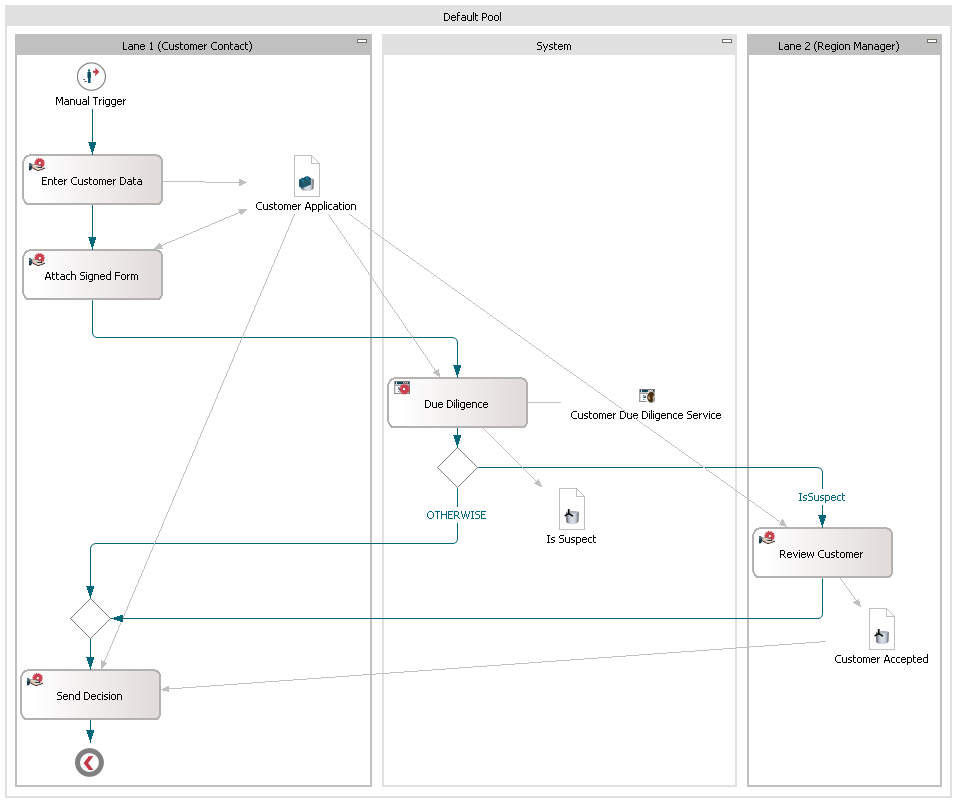 Default Pool
Lane 1 (Customer Contact)
System
Lane 2 (Region Manager)
Manual Trigger
Enter Customer Data
Customer Application
Attach Signed Form
Due Diligence
Customer Due Diligence Service
IsSuspect
OTHERWISE
Is Suspect
Review Customer
Customer Accepted
Send Decision